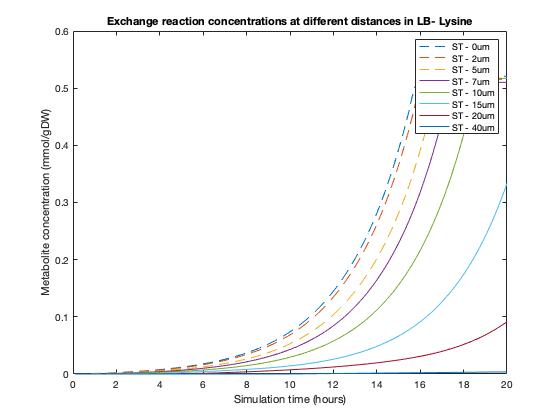 Exchange reaction concentrations at different distances in LB- Lysine
0.6
0.5
0.4
0.3
0.2
0.1
0
Metabolite concentration (mmol/gDW)
ST - 0um
ST - 2um
ST - 5um
ST - 7um
ST - 10um
ST - 15um
ST - 20um
ST - 40um
0 2 4 6 8 10 12 14 16 18 20
Simulation time (hours)